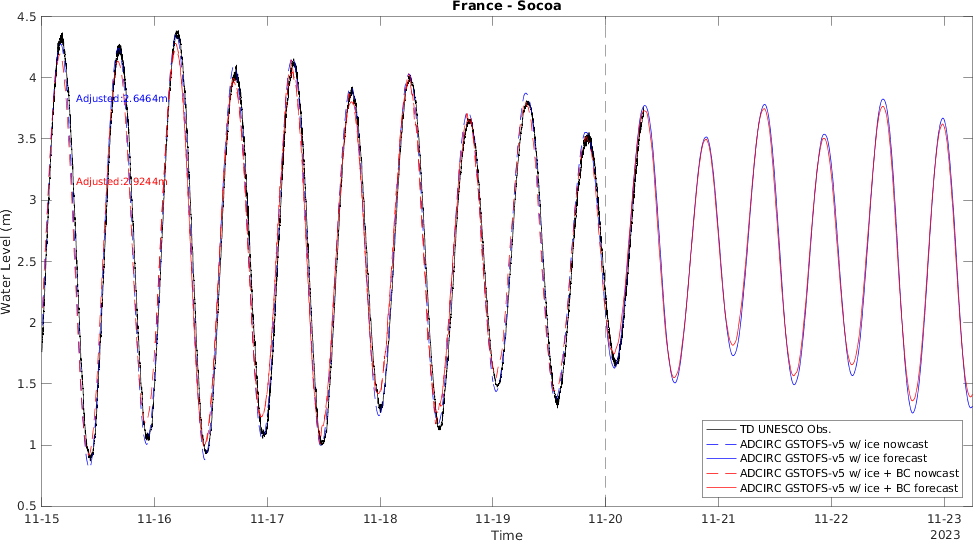 France - Socoa
4.5
4
3.5
3
2.5
2
1.5
1
0.5
Water Level (m)
Adjusted:2.6464m
Adjusted:2.9244m
TD UNESCO Obs.
ADCIRC GSTOFS-v5 w/ ice nowcast
ADCIRC GSTOFS-v5 w/ ice forecast
ADCIRC GSTOFS-v5 w/ ice + BC nowcast
ADCIRC GSTOFS-v5 w/ ice + BC forecast
11-15 11-16 11-17 11-18 11-19 11-20 11-21 11-22 11-23
Time
2023